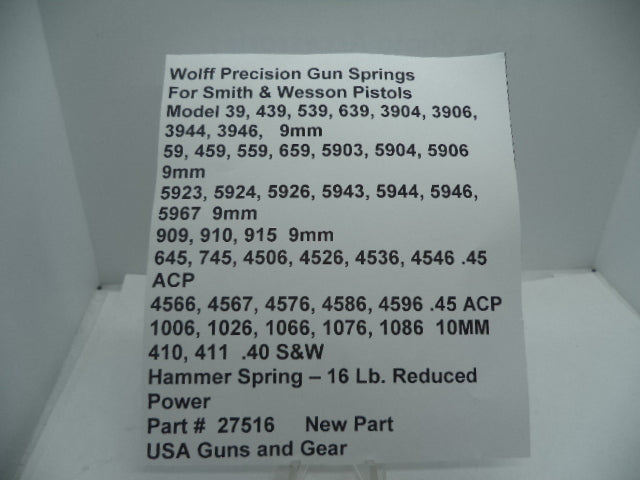 Wolff Precision Gun Springs
For Smith & Wesson Pistols
Model 39, 439, 539, 639, 3904, 3906,
3944, 3946,   9mm
59, 459, 559, 659, 5903, 5904, 5906
9mm
5923, 5924, 5926, 5943, 5944, 5946,
5967  9mm
909, 910, 915  9mm
645, 745, 4506, 4526, 4536, 4546 .45
ACP
4566, 4567, 4576, 4586, 4596 .45 ACP
1006, 1026, 1066, 1076, 1086  10MM
410, 411  .40 S&W
Hammer Spring – 16 Lb. Reduced
Power
Part #  27516     New Part
USA Guns and Gear